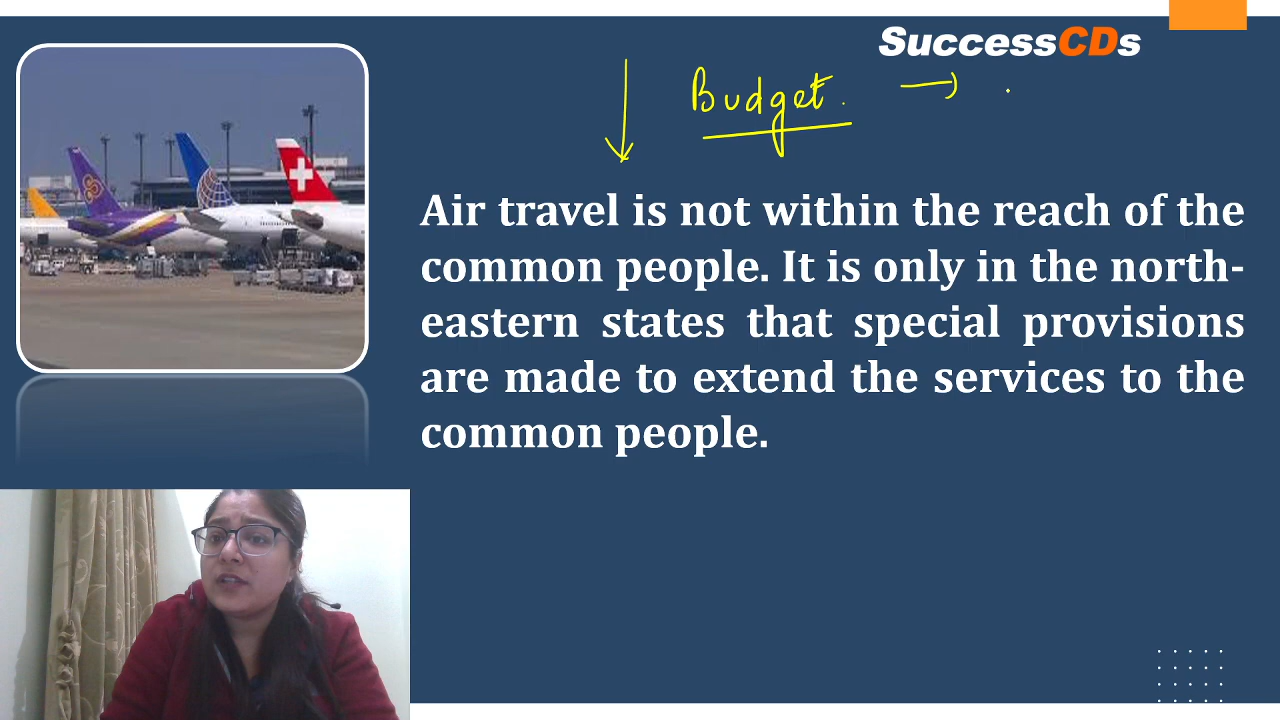 SuccessCDs
Budget.
Air travel is not within the reach of the
common people. It is only in the north-
eastern states that special provisions
are made to extend the services to the
common people.